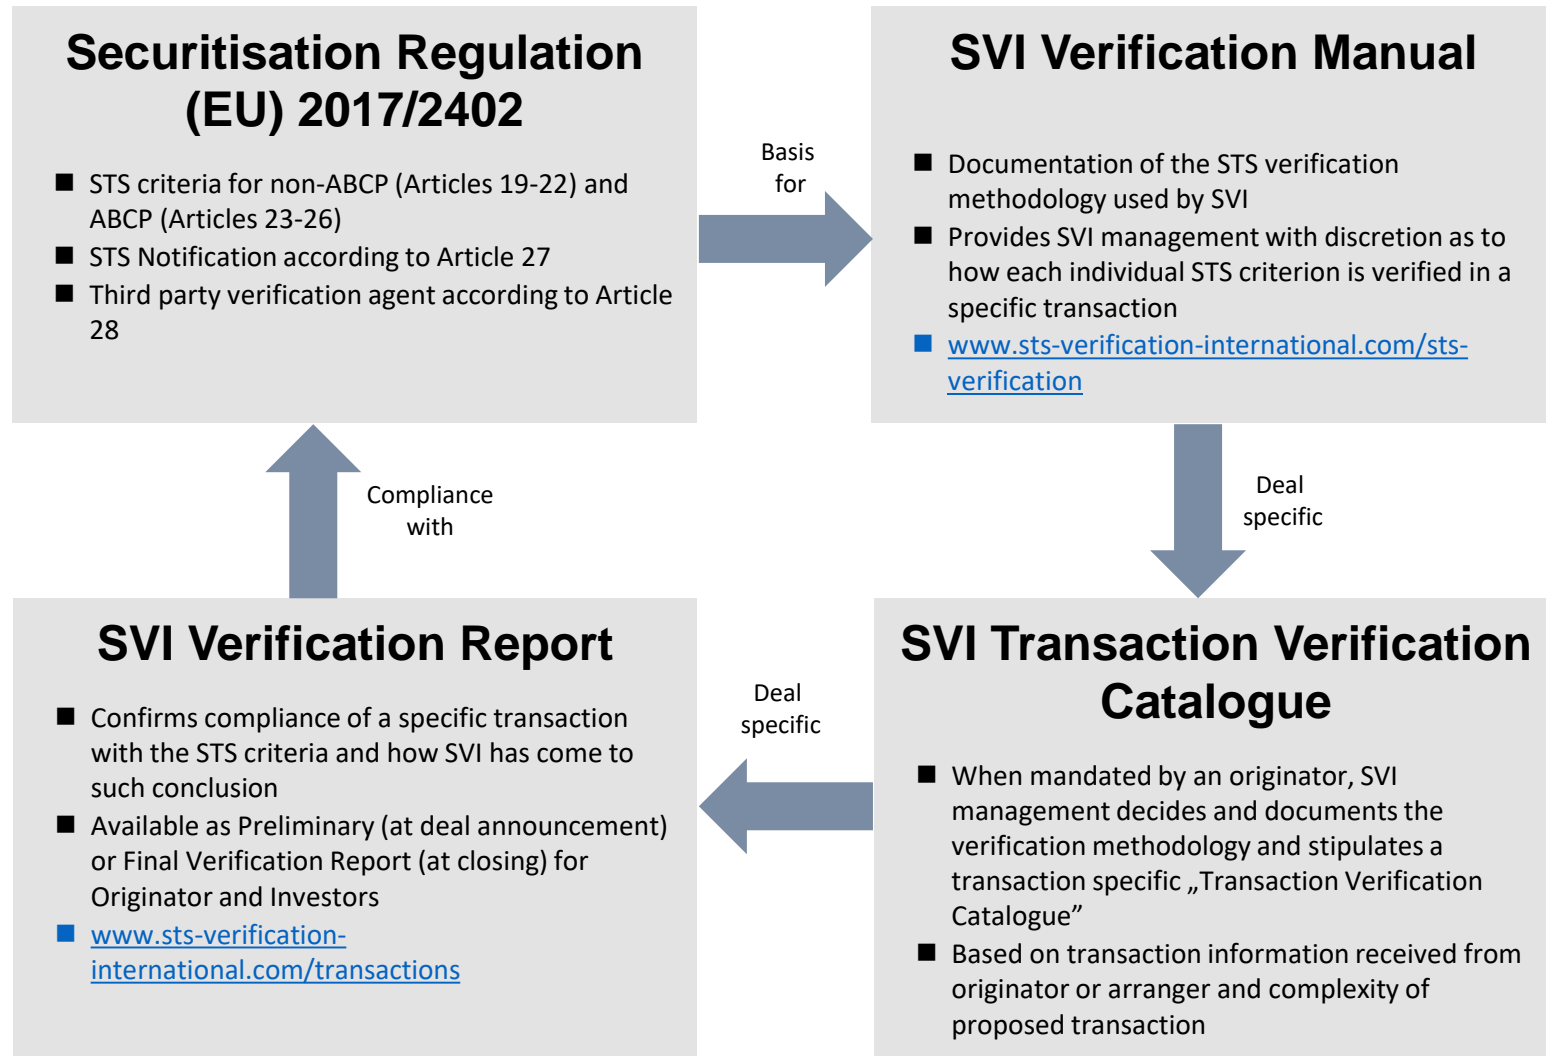 Securitisation Regulation
(EU) 2017/2402
■ STS criteria for non-ABCP (Articles 19-22) and
ABCP (Articles 23-26)
■ STS Notification according to Article 27
■ Third party verification agent according to Article
28
Basis
for
SVI Verification Manual
■ Documentation of the STS verification
methodology used by SVI
■ Provides SVI management with discretion as to
how each individual STS criterion is verified in a
specific transaction
■ www.sts-verification-international.com/sts-
verification
Compliance
with
Deal
specific
SVI Verification Report
■ Confirms compliance of a specific transaction
with the STS criteria and how SVI has come to
such conclusion
■ Available as Preliminary (at deal announcement)
or Final Verification Report (at closing) for
Originator and Investors
■ www.sts-verification-
international.com/transactions
Deal
specific
SVI Transaction Verification
Catalogue
■ When mandated by an originator, SVI
management decides and documents the
verification methodology and stipulates a
transaction specific „Transaction Verification
Catalogue”
■ Based on transaction information received from
originator or arranger and complexity of
proposed transaction